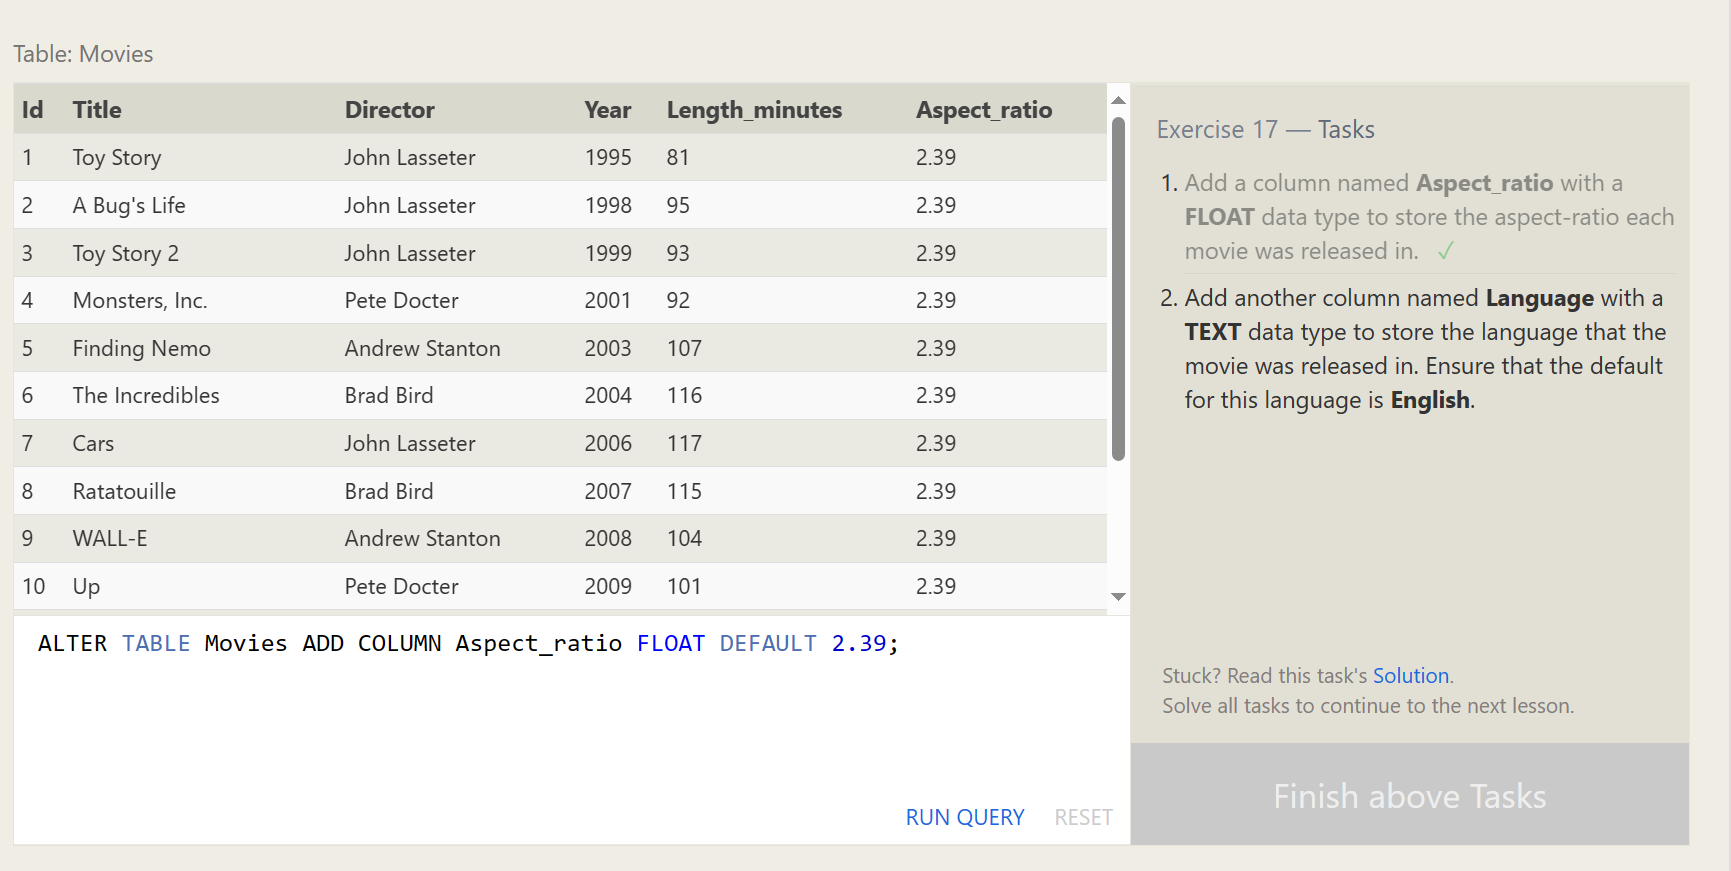 Table: Movies
Id Title Director Year Length_minutes Aspect_ratio
1 Toy Story John Lasseter 1995 81 2.39
2 A Bug's Life John Lasseter 1998 95 2.39
3 Toy Story 2 John Lasseter 1999 93 2.39
4 Monsters, Inc. Pete Docter 2001 92 2.39
5 Finding Nemo Andrew Stanton 2003 107 2.39
6 The Incredibles Brad Bird 2004 116 2.39
7 Cars John Lasseter 2006 117 2.39
8 Ratatouille Brad Bird 2007 115 2.39
9 WALL-E Andrew Stanton 2008 104 2.39
10 Up Pete Docter 2009 101 2.39
ALTER TABLE Movies ADD COLUMN Aspect_ratio FLOAT DEFAULT 2.39;
RUN QUERY RESET
Exercise 17 — Tasks
1. Add a column named Aspect_ratio with a
FLOAT data type to store the aspect-ratio each
movie was released in. ✓
2. Add another column named Language with a
TEXT data type to store the language that the
movie was released in. Ensure that the default
for this language is English.
Stuck? Read this task's Solution.
Solve all tasks to continue to the next lesson.
Finish above Tasks